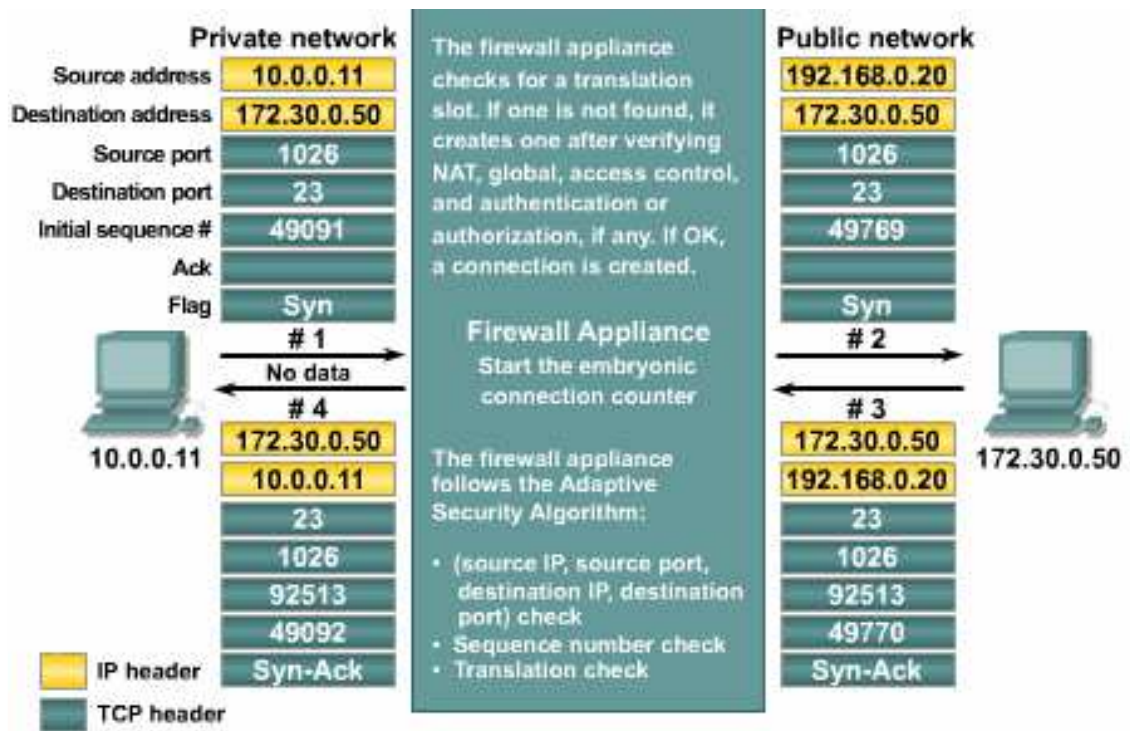 Private network
Source address 10.0.0.11
Destination address 172.30.0.50
Source port 1026
Destination port 23
Initial sequence # 49091
Ack
Flag Syn
# 1
No data
# 4
10.0.0.11
172.30.0.50
10.0.0.11
23
1026
92513
49092
Syn-Ack
IP header
TCP header
The firewall appliance
checks for a translation
slot. If one is not found, it
creates one after verifying
NAT, global, access control,
and authentication or
authorization, if any. If OK,
a connection is created.
Firewall Appliance
Start the embryonic
connection counter
The firewall appliance
follows the Adaptive
Security Algorithm:
• (source IP, source port,
destination IP, destination
port) check
• Sequence number check
• Translation check
Public network
192.168.0.20
172.30.0.50
1026
23
49769
Syn
# 2
# 3
172.30.0.50
172.30.0.50
192.168.0.20
23
1026
92513
49770
Syn-Ack